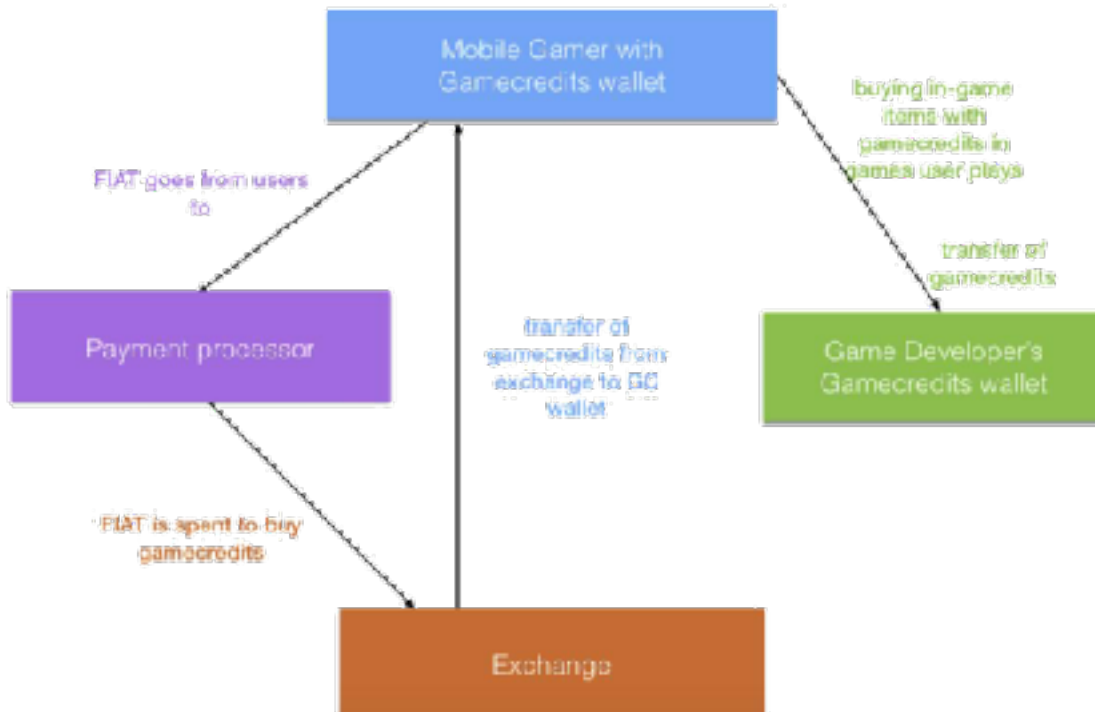 Mobile Gamer with
Gamecredits wallet
buying in-game
items with
gamecredits in
games user plays
FIAT goes from users
to
transfer of
gamecredits
Payment processor
transfer of
gamecredits from
exchange to GC
wallet
Game Developer's
Gamecredits wallet
FIAT is spent to buy
gamecredits
Exchange